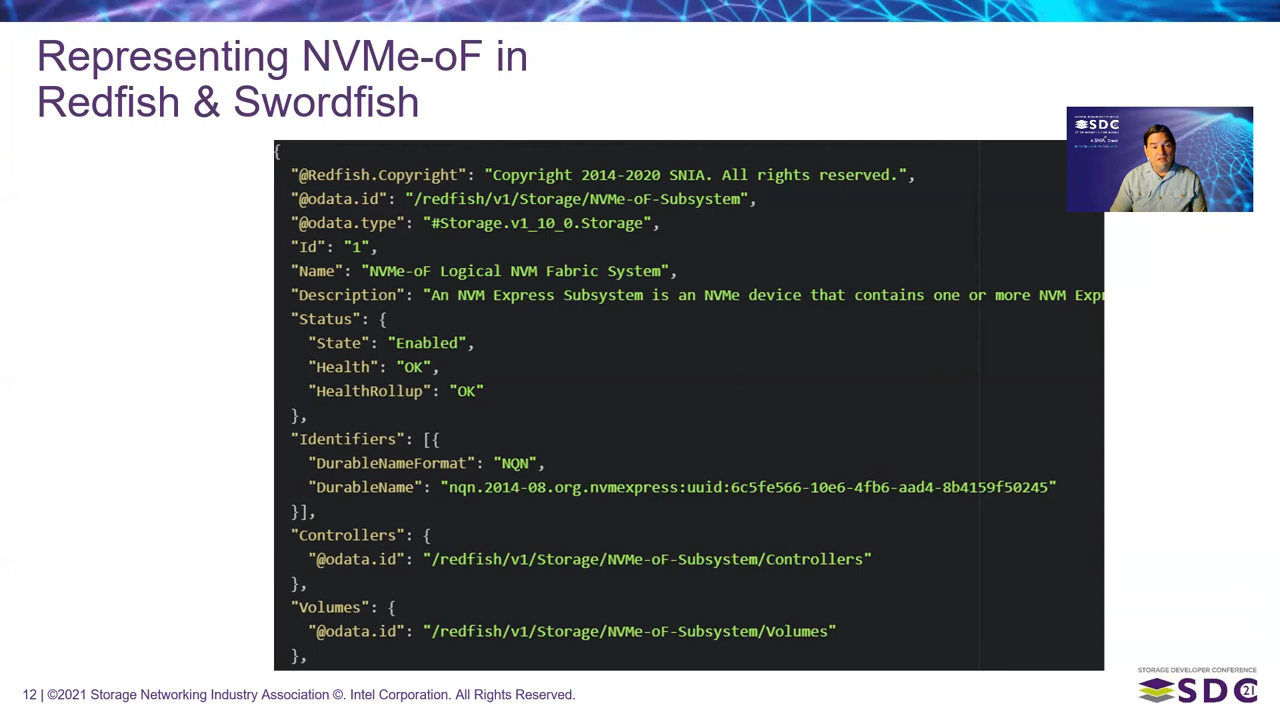 Representing NVMe-oF in
Redfish & Swordfish
SDC
{
"@Redfish.Copyright": "Copyright 2014-2020 SNIA. All rights reserved.",
"@odata.id": "/redfish/v1/Storage/NVMe-oF-Subsystem",
"@odata.type": "#Storage.v1_10_0.Storage",
"Id": "1",
"Name": "NVMe-oF Logical NVM Fabric System",
"Description": "An NVM Express Subsystem is an NVMe device that contains one or more NVM Expr
"Status": {
"State": "Enabled",
"Health": "OK",
"HealthRollup": "OK"
},
"Identifiers": [{
"DurableNameFormat": "NQN",
"DurableName": "nqn.2014-08.org.nvmexpress:uuid:6c5fe566-10e6-4fb6-aad4-8b4159f50245"
}],
"Controllers": {
"@odata.id": "/redfish/v1/Storage/NVMe-oF-Subsystem/Controllers"
},
"Volumes": {
"@odata.id": "/redfish/v1/Storage/NVMe-oF-Subsystem/Volumes"
},
12 | ©2021 Storage Networking Industry Association ©. Intel Corporation. All Rights Reserved.
STORAGE DEVELOPER CONFERENCE
SDC 21